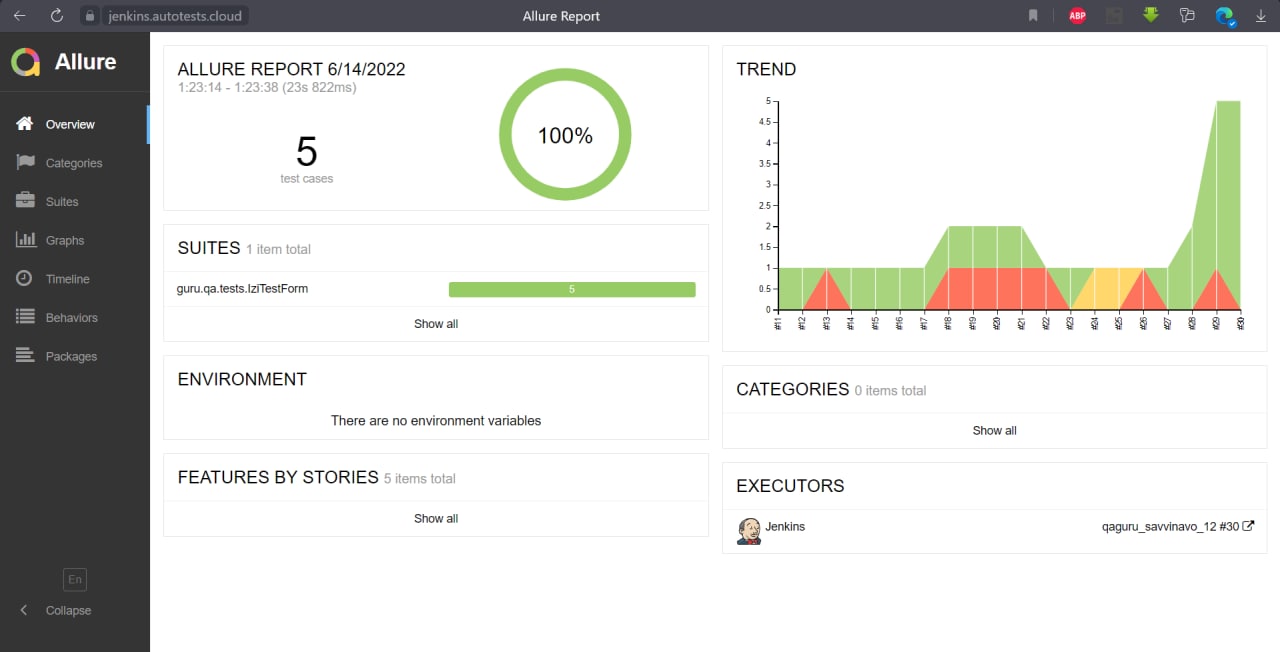 jenkins.autotests.cloud
Allure Report
ABP
Allure
Overview
Categories
Suites
Graphs
Timeline
Behaviors
Packages
En
Collapse
ALLURE REPORT 6/14/2022
1:23:14 - 1:23:38 (23s 822ms)
5
test cases
100%
SUITES 1 item total
guru.qa.tests.IziTestForm
5
Show all
ENVIRONMENT
There are no environment variables
FEATURES BY STORIES 5 items total
Show all
TREND
5
4.5
4
3.5
3
2.5
2
1.5
1
0.5
0
#11
#12
#13
#14
#15
#16
#17
#18
#19
#20
#21
#22
#23
#24
#25
#26
#27
#28
#29
#30
CATEGORIES 0 items total
Show all
EXECUTORS
Jenkins
qaguru_savvinavo_12 #30